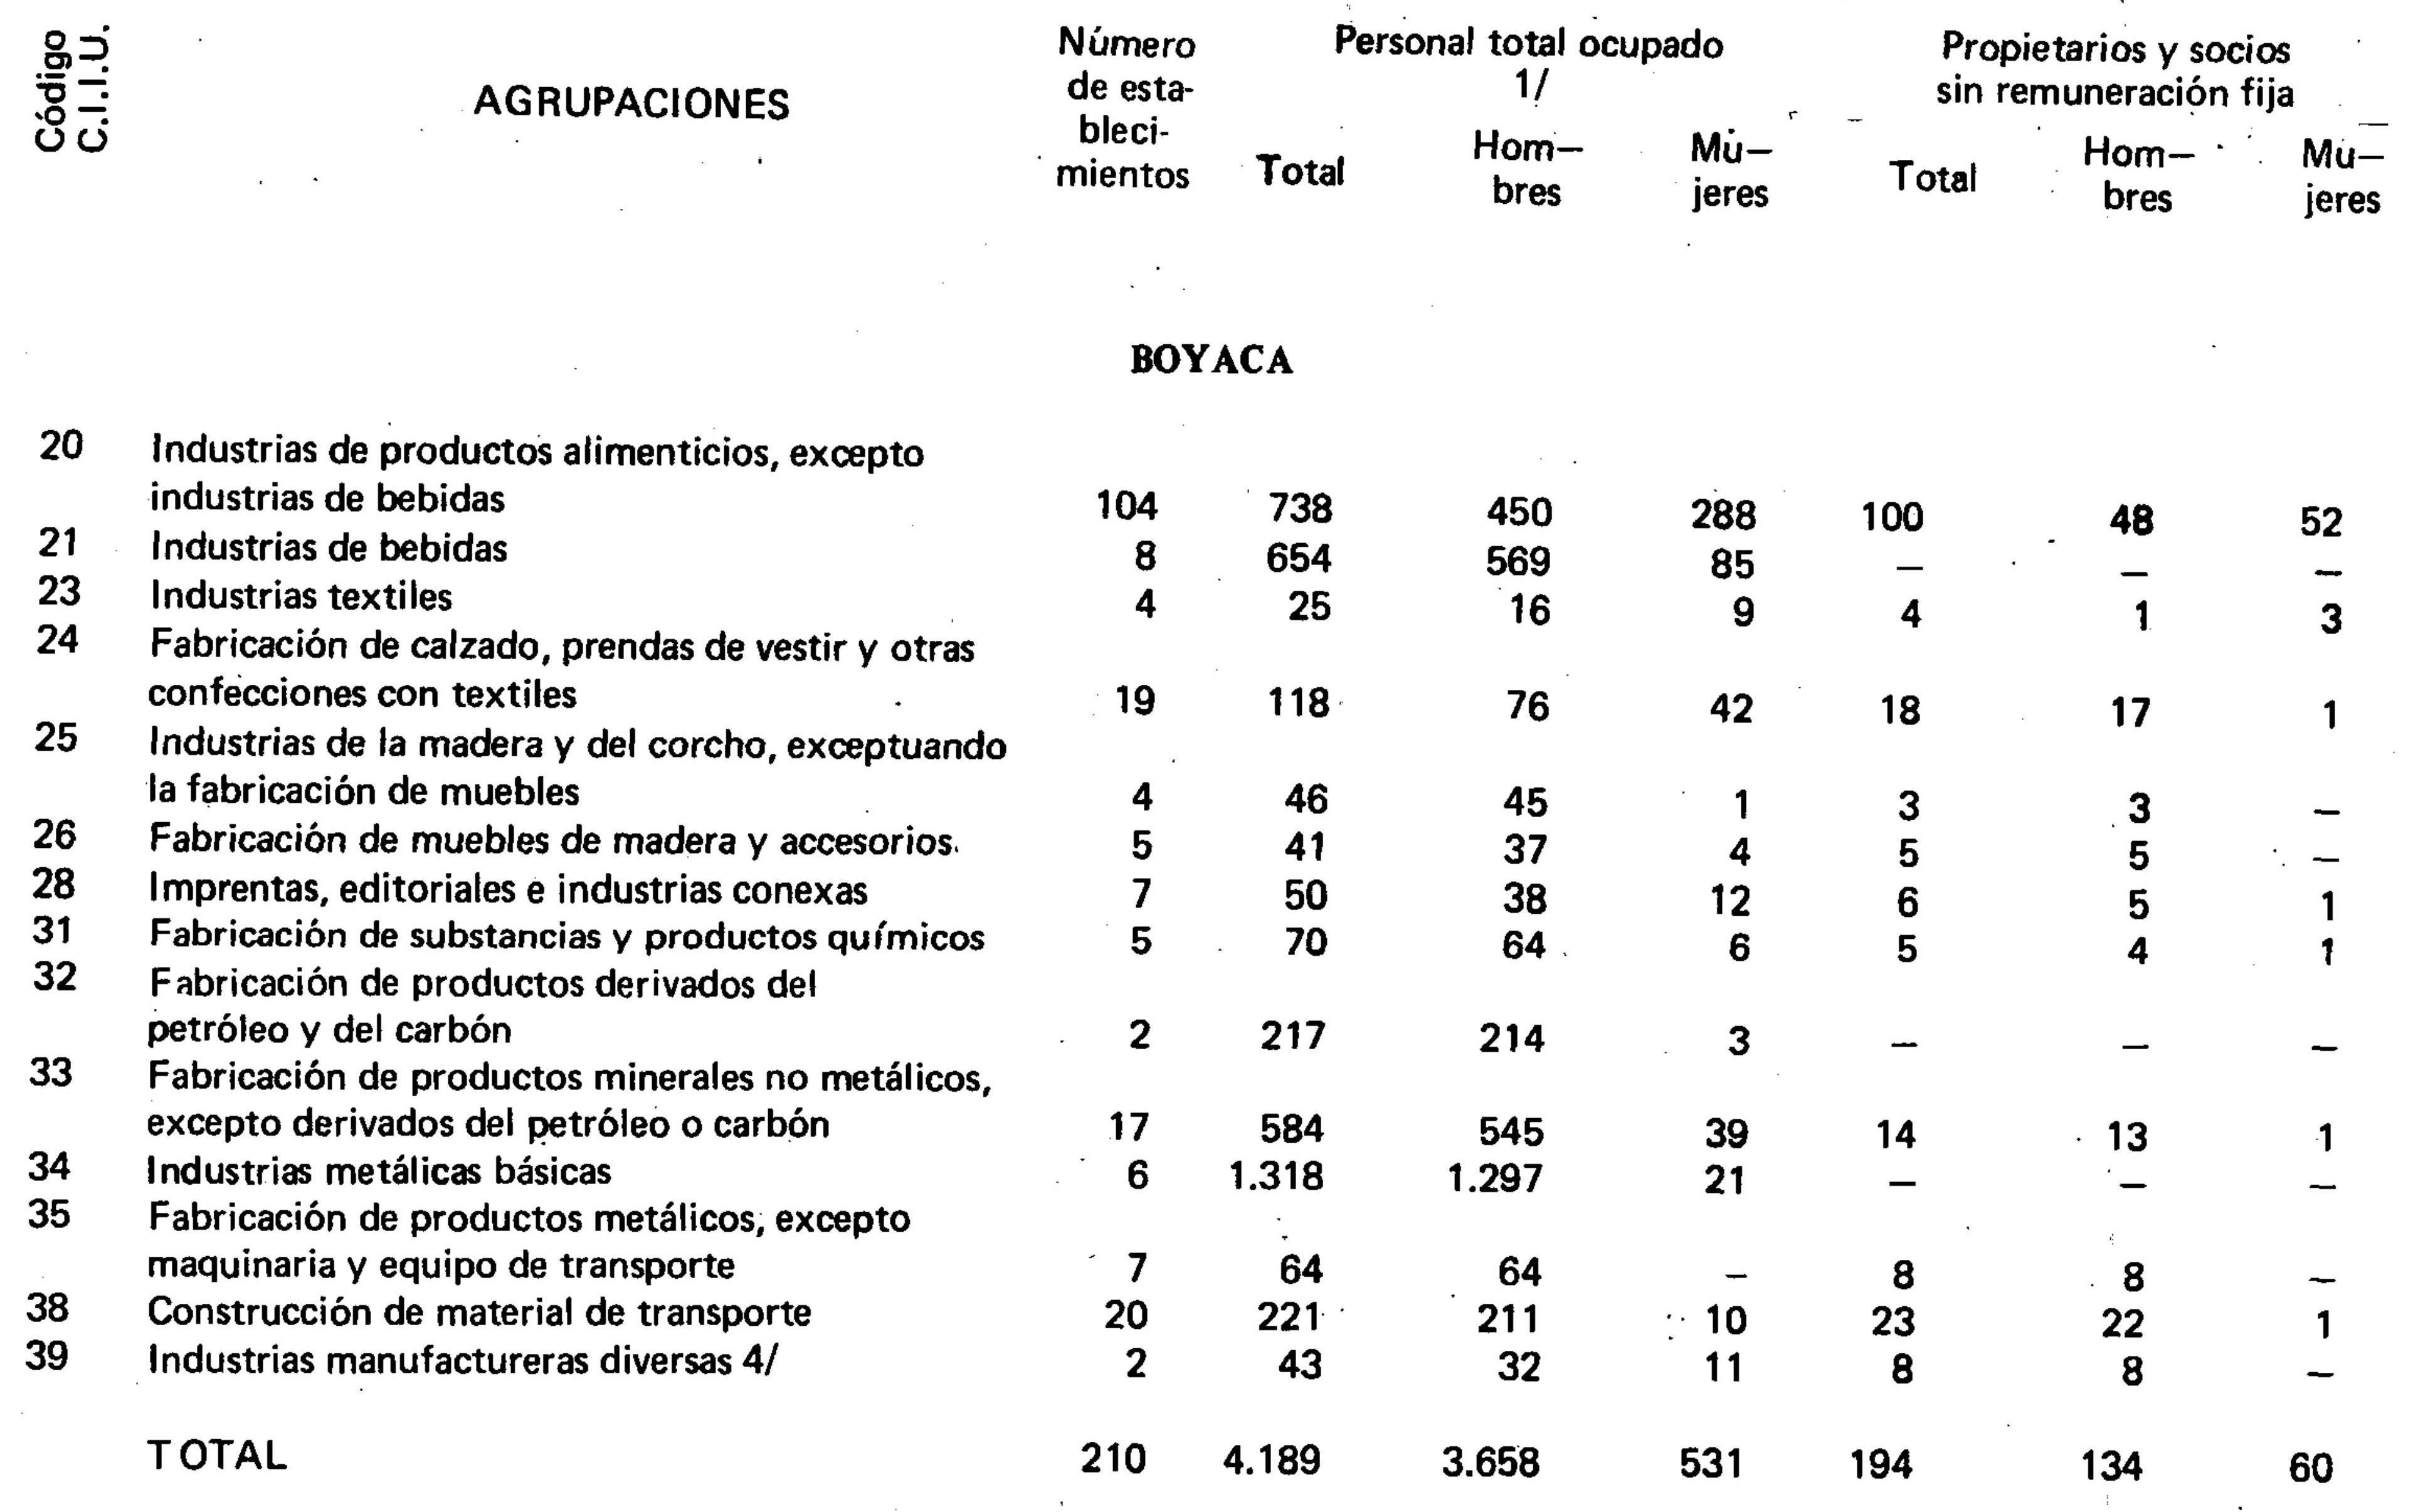 Código C.I.I.U.
AGRUPACIONES
Número de esta- bleci- mientos
Personal total ocupado 1/
Total Hom— bres Mu— jeres
Propietarios y socios sin remuneración fija
Total Hom— bres Mu— jeres
BOYACA
20 Industrias de productos alimenticios, excepto
industrias de bebidas 104 738 450 288 100 48 52
21 Industrias de bebidas 8 654 569 85 — — —
23 Industrias textiles 4 25 16 9 4 1 3
24 Fabricación de calzado, prendas de vestir y otras
confecciones con textiles 19 118 76 42 18 17 1
25 Industrias de la madera y del corcho, exceptuando
la fabricación de muebles 4 46 45 1 3 3 —
26 Fabricación de muebles de madera y accesorios. 5 41 37 4 5 5 —
28 Imprentas, editoriales e industrias conexas 7 50 38 12 6 5 1
31 Fabricación de substancias y productos químicos 5 70 64 6 5 4 1
32 Fabricación de productos derivados del
petróleo y del carbón 2 217 214 3 — — —
33 Fabricación de productos minerales no metálicos,
excepto derivados del petróleo o carbón 17 584 545 39 14 13 1
34 Industrias metálicas básicas 6 1.318 1.297 21 — — —
35 Fabricación de productos metálicos, excepto
maquinaria y equipo de transporte 7 64 64 — 8 8 —
38 Construcción de material de transporte 20 221 211 10 23 22 1
39 Industrias manufactureras diversas 4/ 2 43 32 11 8 8 —
TOTAL 210 4.189 3.658 531 194 134 60